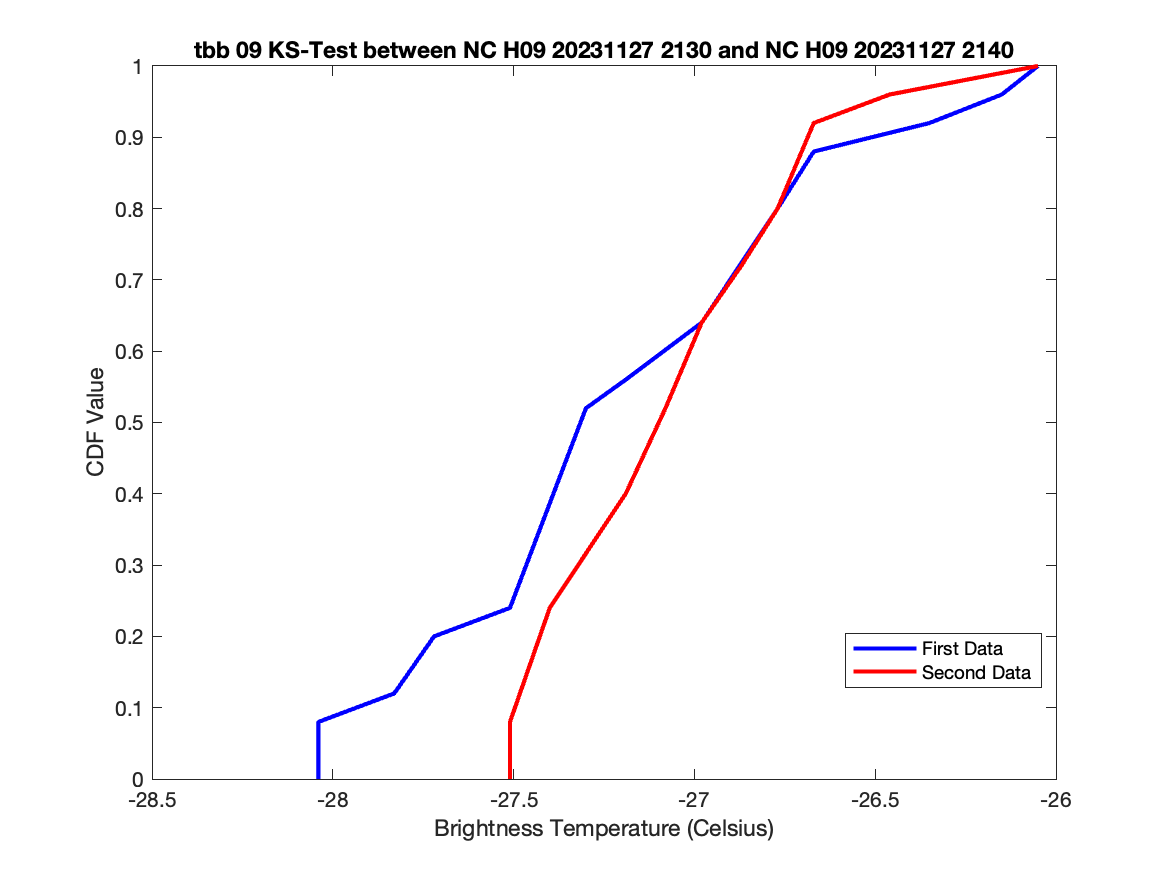 tbb 09 KS-Test between NC H09 20231127 2130 and NC H09 20231127 2140
1
0.9
0.8
0.7
0.6
0.5
0.4
0.3
0.2
0.1
0
CDF Value
First Data
Second Data
-28.5 -28 -27.5 -27 -26.5 -26
Brightness Temperature (Celsius)